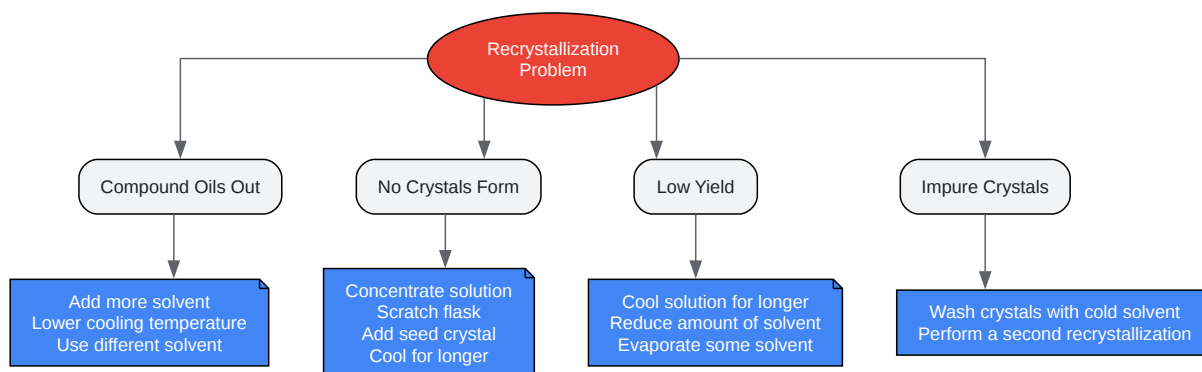 Recrystallization
Problem
Compound Oils Out
No Crystals Form
Low Yield
Impure Crystals
Add more solvent
Lower cooling temperature
Use different solvent
Concentrate solution
Scratch flask
Add seed crystal
Cool for longer
Cool solution for longer
Reduce amount of solvent
Evaporate some solvent
Wash crystals with cold solvent
Perform a second recrystallization